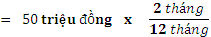 = 50 triệu đồng x 2 tháng
12 tháng